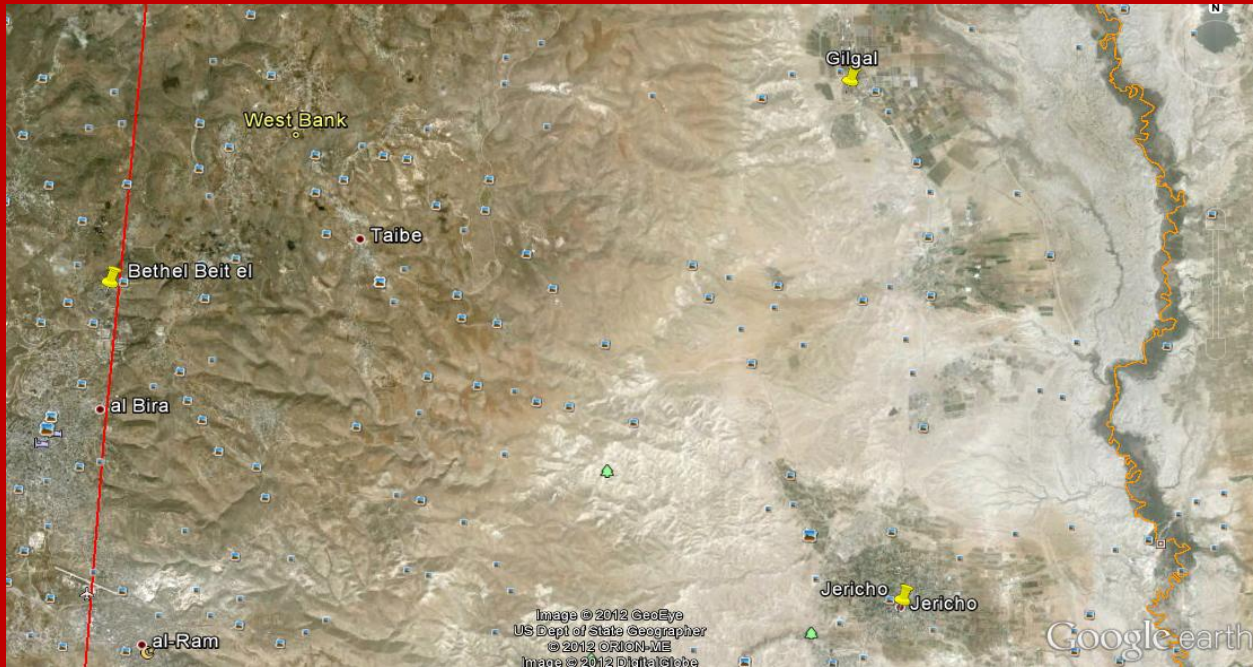 N
Gilgal
West Bank
Taibe
Bethel Beit el
al Bira
Jericho
Jericho
al-Ram
Image © 2012 GeoEye
US Dept of State Geographer
© 2012 ORION-ME
Image © 2012 DigitalGlobe
Google earth